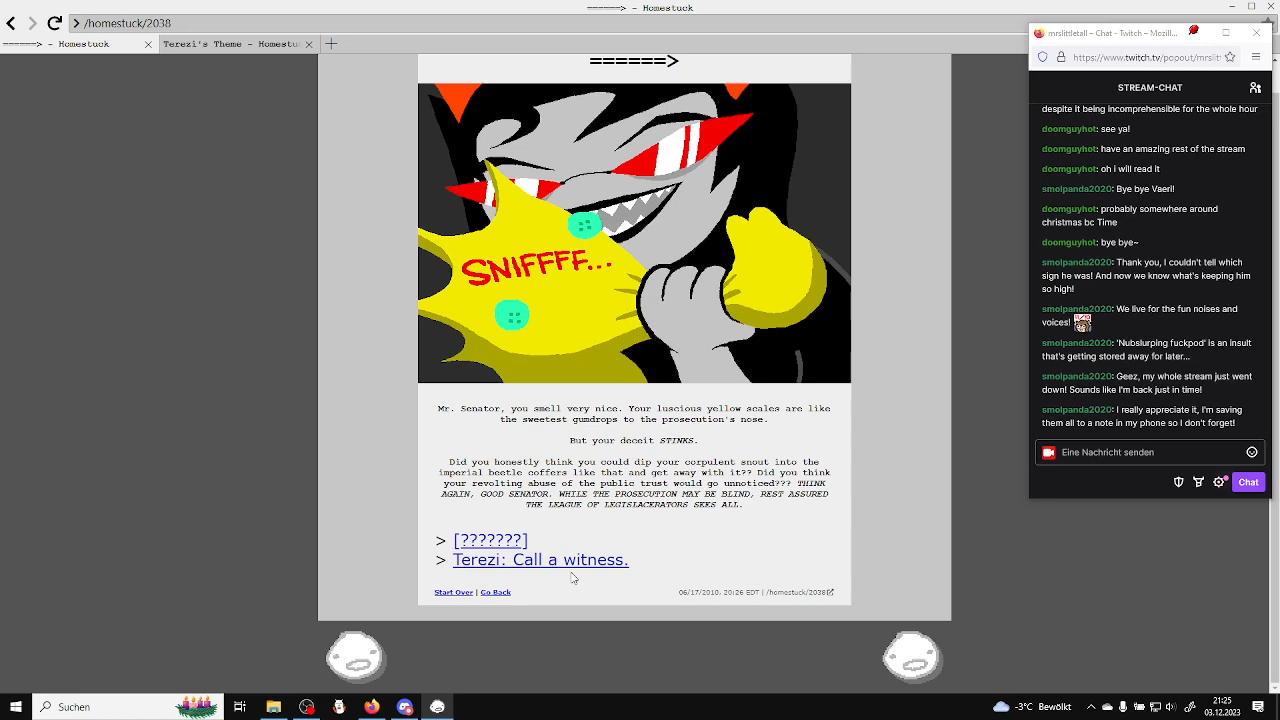 ======> - Homestuck
/homestuck/2038
======> - Homestuck
Terezi's Theme - Homestu
======>
SNIFFFF...
Mr. Senator, you smell very nice. Your luscious yellow scales are like
the sweetest gumdrops to the prosecution's nose.
But your deceit STINKS.
Did you honestly think you could dip your corpulent snout into the
imperial beetle coffers like that and get away with it?? Did you think
your revolting abuse of the public trust would go unnoticed??? THINK
AGAIN, GOOD SENATOR. WHILE THE PROSECUTION MAY BE BLIND, REST ASSURED
THE LEAGUE OF LEGISLACERATORS SEES ALL.
> [???????]
> Terezi: Call a witness.
Start Over | Go Back
06/17/2010, 20:26 EDT | /homestuck/2038
mrslittletall – Chat - Twitch – Mozill...
https://www.twitch.tv/popout/mrslitt
STREAM-CHAT
despite it being incomprehensible for the whole hour
doomguyhot: see ya!
doomguyhot: have an amazing rest of the stream
doomguyhot: oh i will read it
smolpanda2020: Bye bye Vaeri!
doomguyhot: probably somewhere around
christmas bc Time
doomguyhot: bye bye~
smolpanda2020: Thank you, I couldn't tell which
sign he was! And now we know what's keeping him
so high!
smolpanda2020: We live for the fun noises and
voices!
smolpanda2020: 'Nubslurping fuckpod' is an insult
that's getting stored away for later...
smolpanda2020: Geez, my whole stream just went
down! Sounds like I'm back just in time!
smolpanda2020: I really appreciate it, I'm saving
them all to a note in my phone so I don't forget!
Eine Nachricht senden
Chat
Suchen
-3°C Bewölkt
21:25
03.12.2023